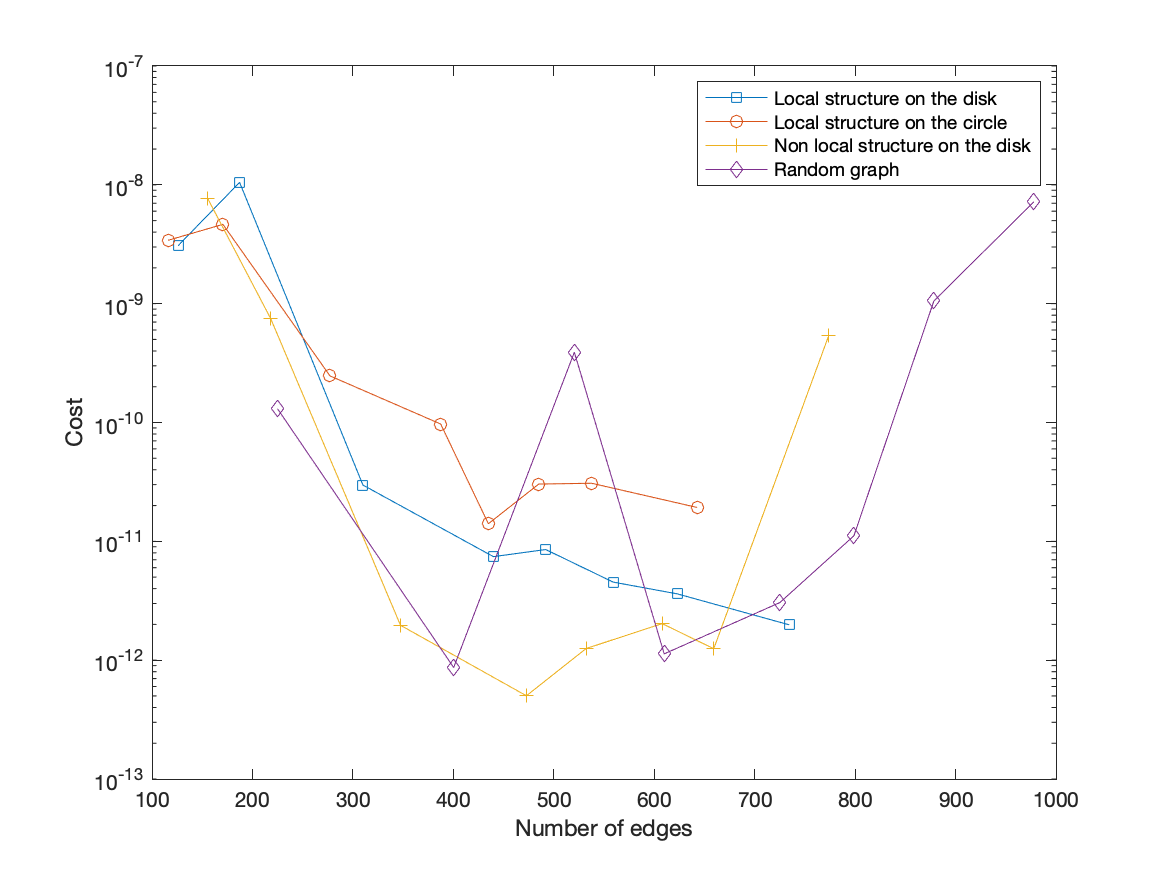 10-7
Local structure on the disk
Local structure on the circle
Non local structure on the disk
Random graph
10-8
10-9
10-10
10-11
10-12
10-13
Cost
100 200 300 400 500 600 700 800 900 1000
Number of edges